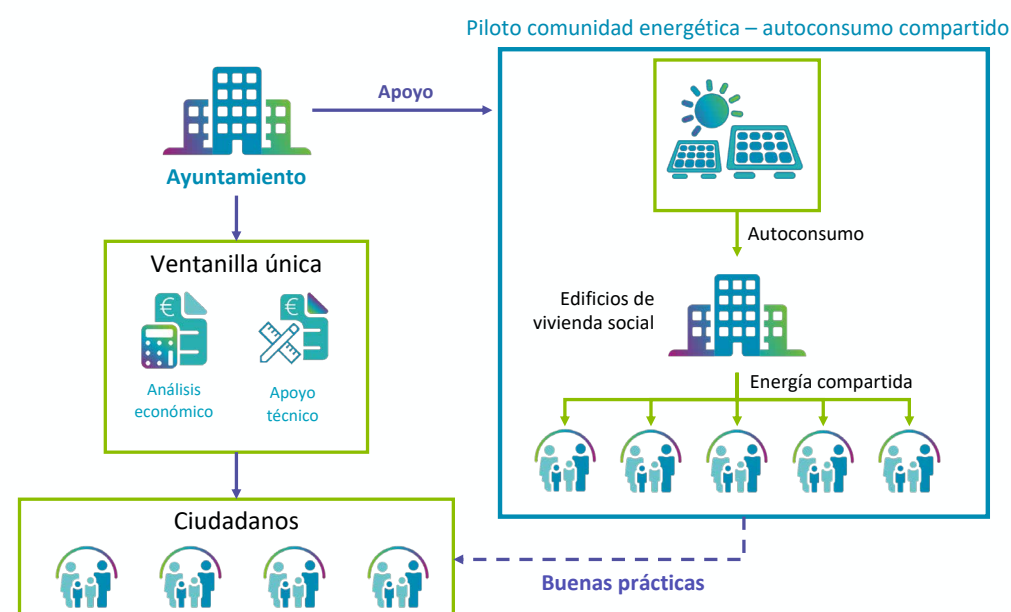 Piloto comunidad energética – autoconsumo compartido
Apoyo
Ayuntamiento
Autoconsumo
Ventanilla única
Edificios de
vivienda social
€
€
Análisis
económico
Apoyo
técnico
Energía compartida
Ciudadanos
Buenas prácticas